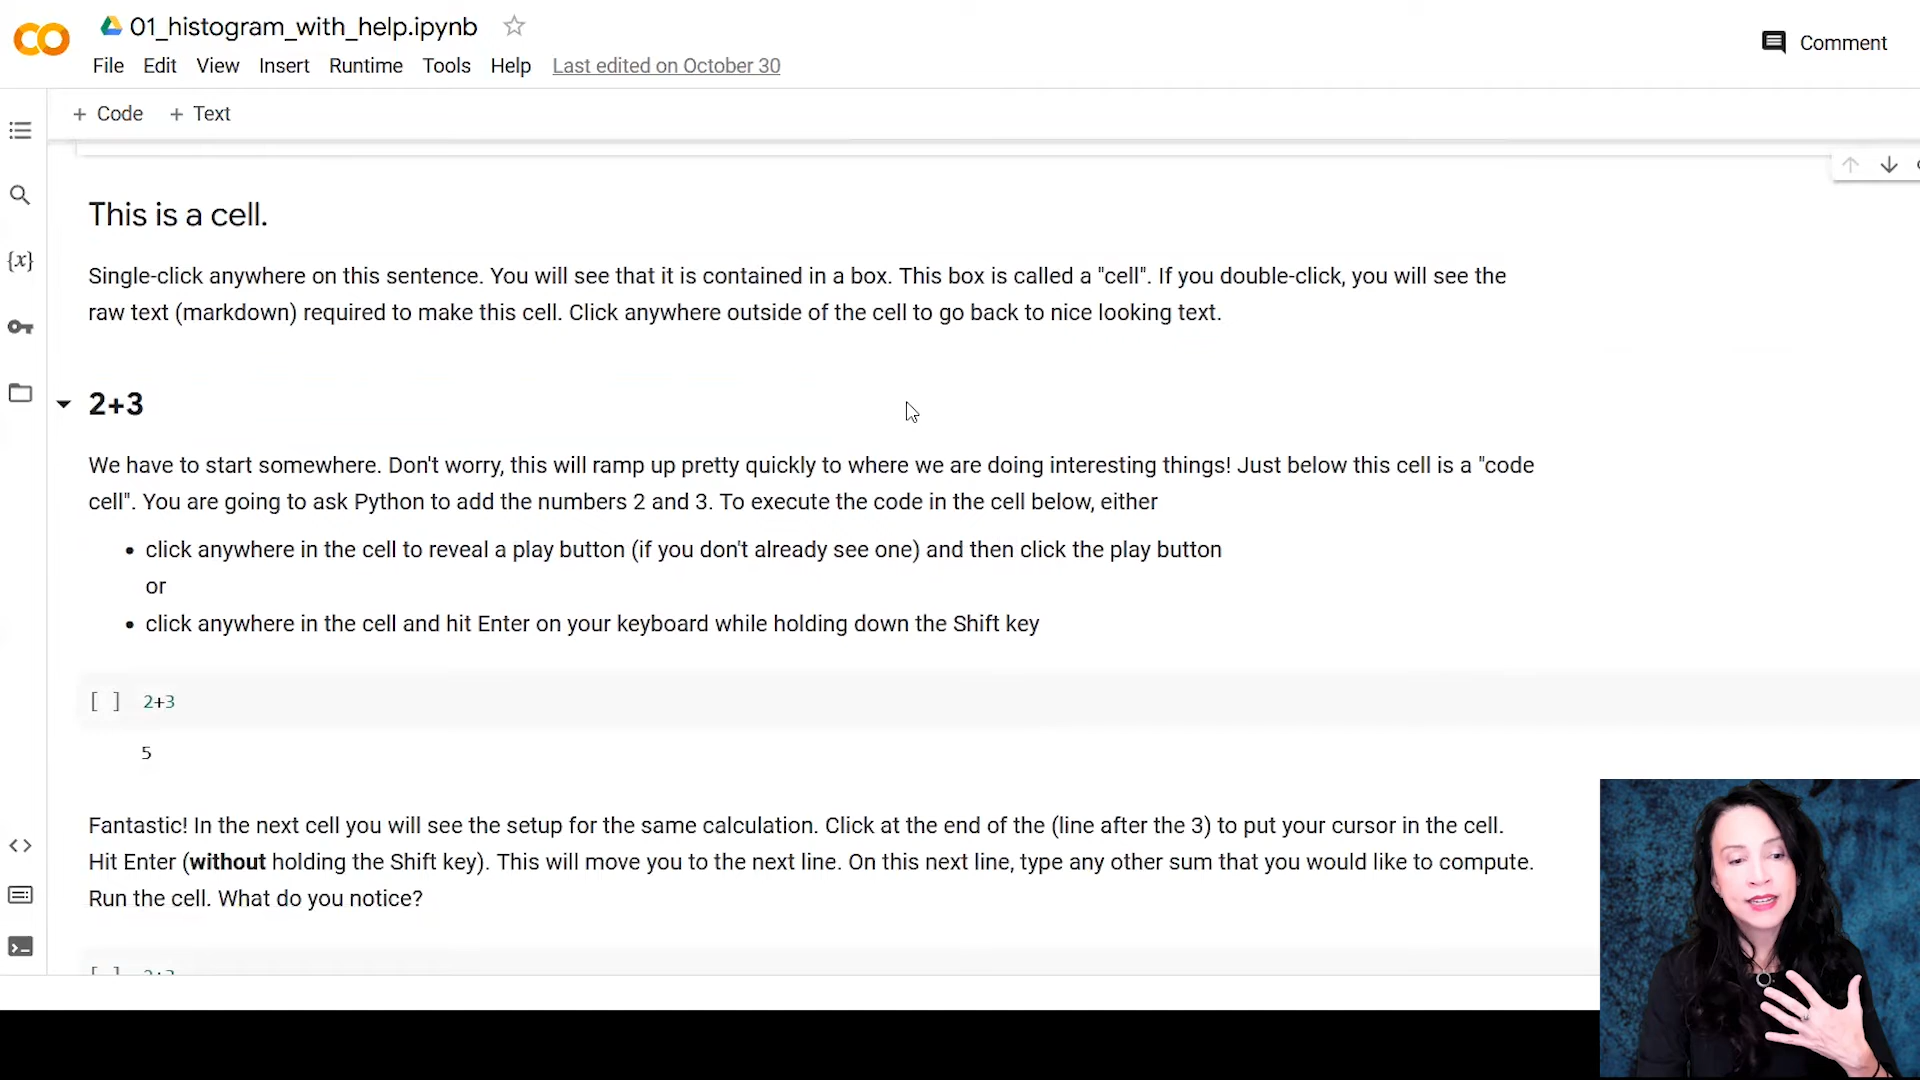 01_histogram_with_help.ipynb
Comment
File Edit View Insert Runtime Tools Help Last edited on October 30
+ Code + Text
This is a cell.
Single-click anywhere on this sentence. You will see that it is contained in a box. This box is called a "cell". If you double-click, you will see the
raw text (markdown) required to make this cell. Click anywhere outside of the cell to go back to nice looking text.
{x}
2+3
We have to start somewhere. Don't worry, this will ramp up pretty quickly to where we are doing interesting things! Just below this cell is a "code
cell". You are going to ask Python to add the numbers 2 and 3. To execute the code in the cell below, either
• click anywhere in the cell to reveal a play button (if you don't already see one) and then click the play button
or
• click anywhere in the cell and hit Enter on your keyboard while holding down the Shift key
[ ] 2+3
5
Fantastic! In the next cell you will see the setup for the same calculation. Click at the end of the (line after the 3) to put your cursor in the cell.
Hit Enter (without holding the Shift key). This will move you to the next line. On this next line, type any other sum that you would like to compute.
Run the cell. What do you notice?